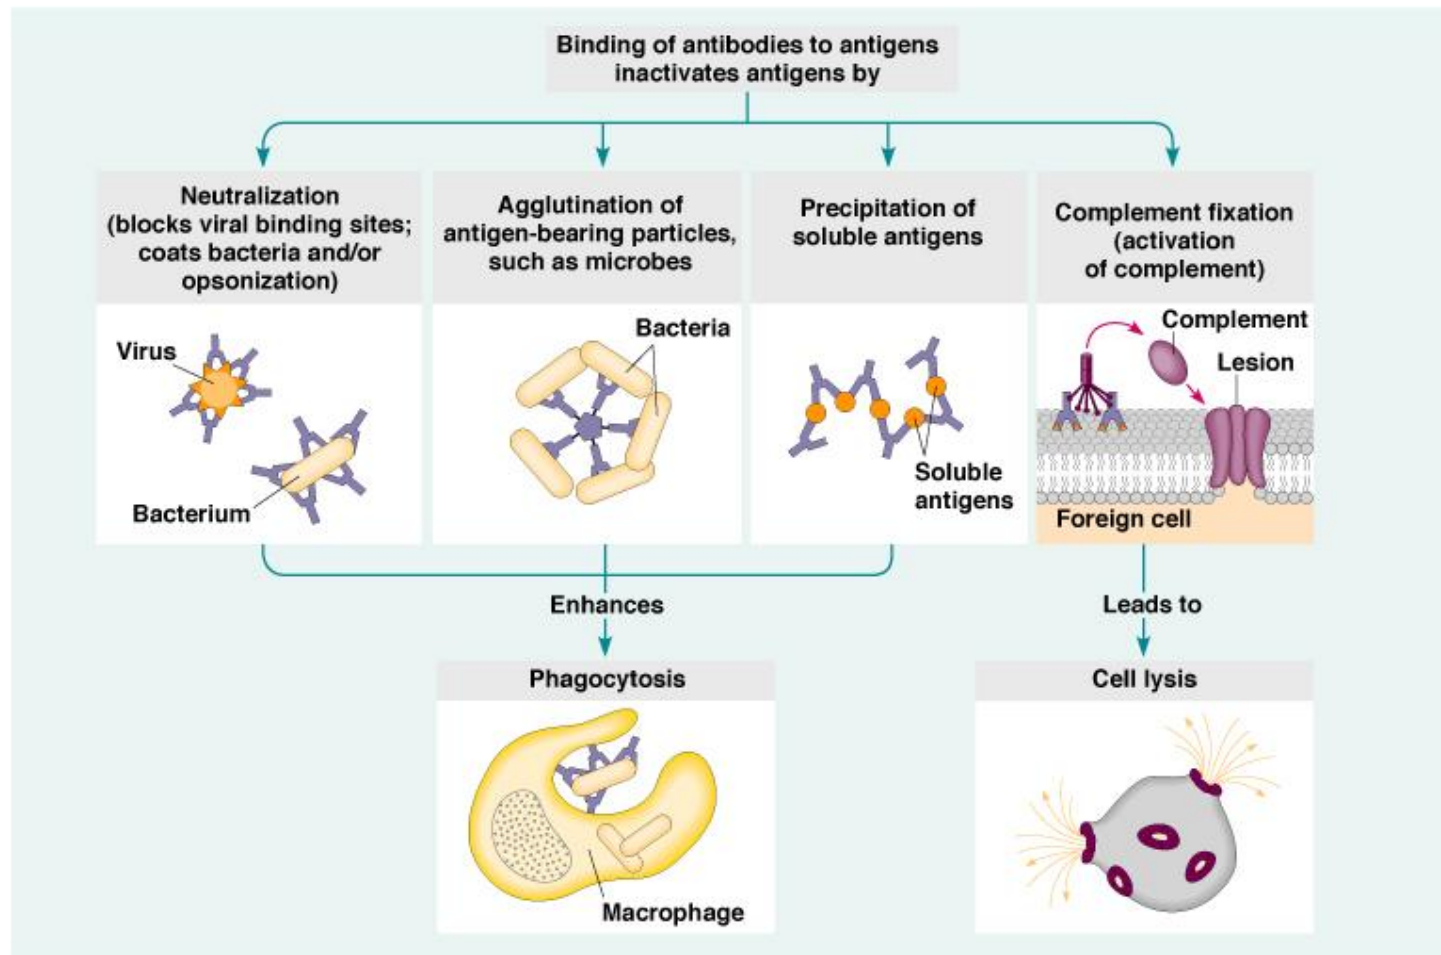 Binding of antibodies to antigens
inactivates antigens by
Neutralization
(blocks viral binding sites;
coats bacteria and/or
opsonization)
Agglutination of
antigen-bearing particles,
such as microbes
Precipitation of
soluble antigens
Complement fixation
(activation
of complement)
Virus
Bacterium
Bacteria
Soluble
antigens
Complement
Lesion
Foreign cell
Enhances
Leads to
Phagocytosis
Macrophage
Cell lysis